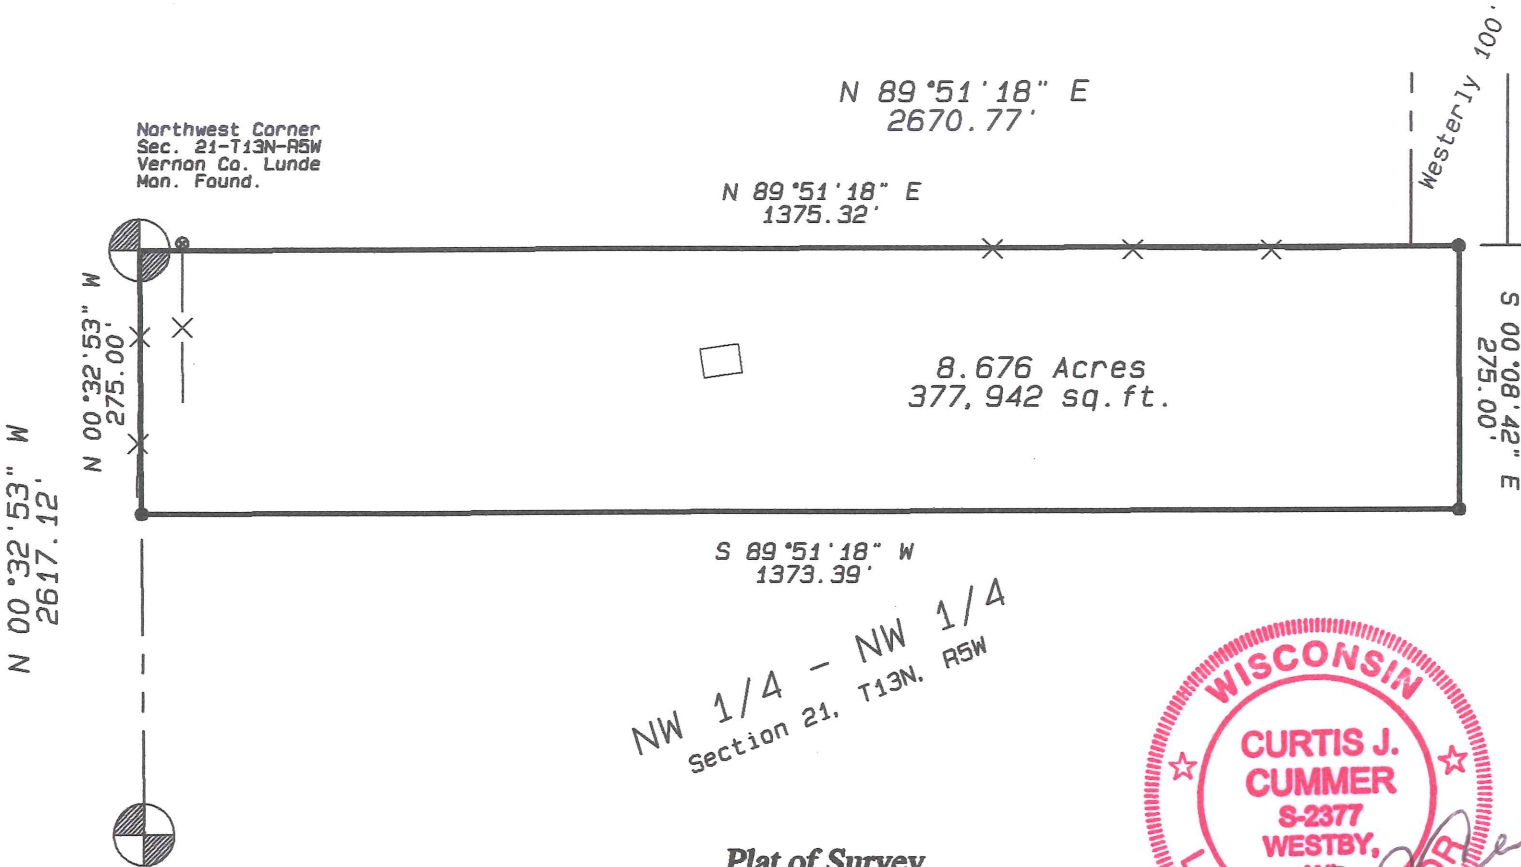 Westerly 100'
N 89°51'18" E
2670.77'
Northwest Corner
Sec. 21-T13N-R5W
Vernon Co. Lunde
Mon. Found.
N 89°51'18" E
1375.32'
N 00°32'53" W
275.00'
8.676 Acres
377,942 sq.ft.
S 00°08'42" E
275.00'
N 00°32'53" W
2617.12'
S 89°51'18" W
1373.39'
NW 1/4 - NW 1/4
Section 21, T13N, R5W
WISCONSIN
CURTIS J.
CUMMER
S-2377
WESTBY,
Plat of Survey